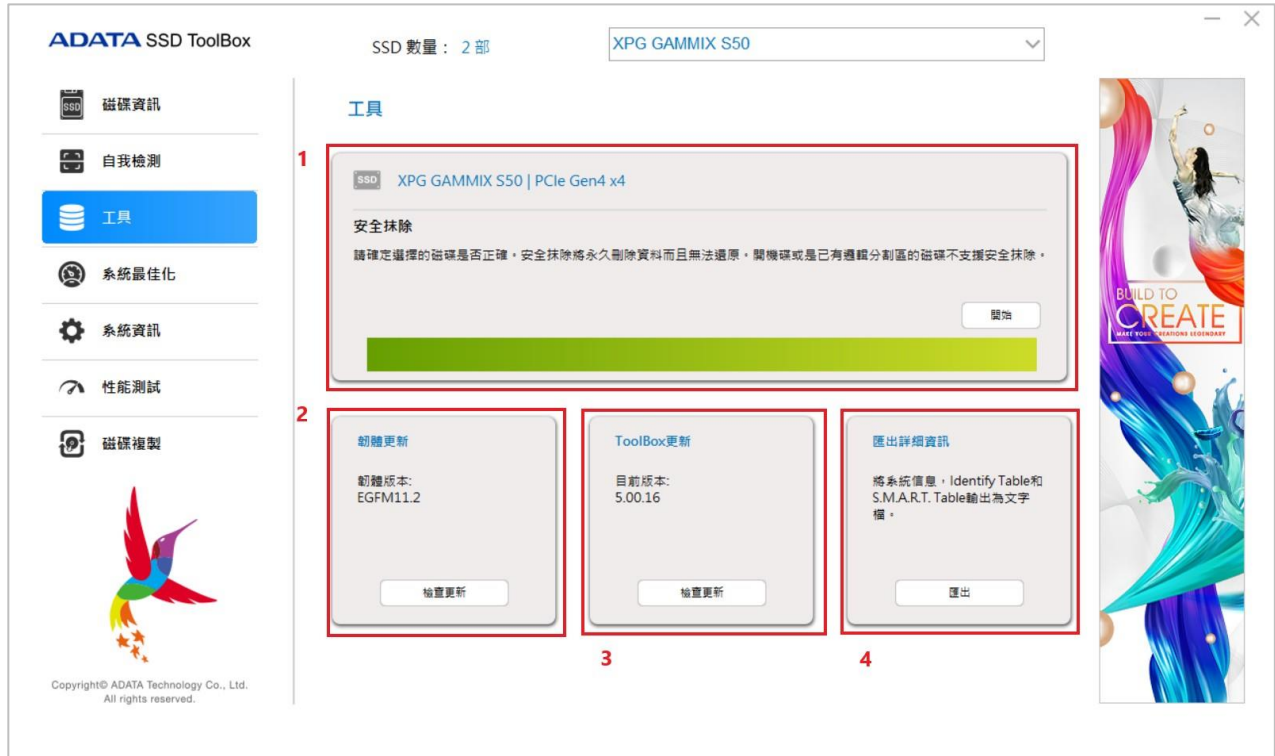 ADATA SSD ToolBox
SSD 數量： 2 部
XPG GAMMIX S50
SSD
磁碟資訊
自我檢測
工具
系統最佳化
系統資訊
性能測試
磁碟複製
Copyright© ADATA Technology Co., Ltd.
All rights reserved.
工具
1
SSD XPG GAMMIX S50 | PCIe Gen4 x4
安全抹除
請確定選擇的磁碟是否正確，安全抹除將永久刪除資料而且無法還原，開機碟或是已有邏輯分割區的磁碟不支援安全抹除。
開始
2
韌體更新
韌體版本:
EGFM11.2
檢查更新
ToolBox更新
目前版本:
5.00.16
檢查更新
3
匯出詳細資訊
將系統信息，Identify Table和
S.M.A.R.T. Table輸出為文字
檔。
匯出
4
BUILD TO
CREATE
MAKE YOUR CREATIONS LEGENDARY